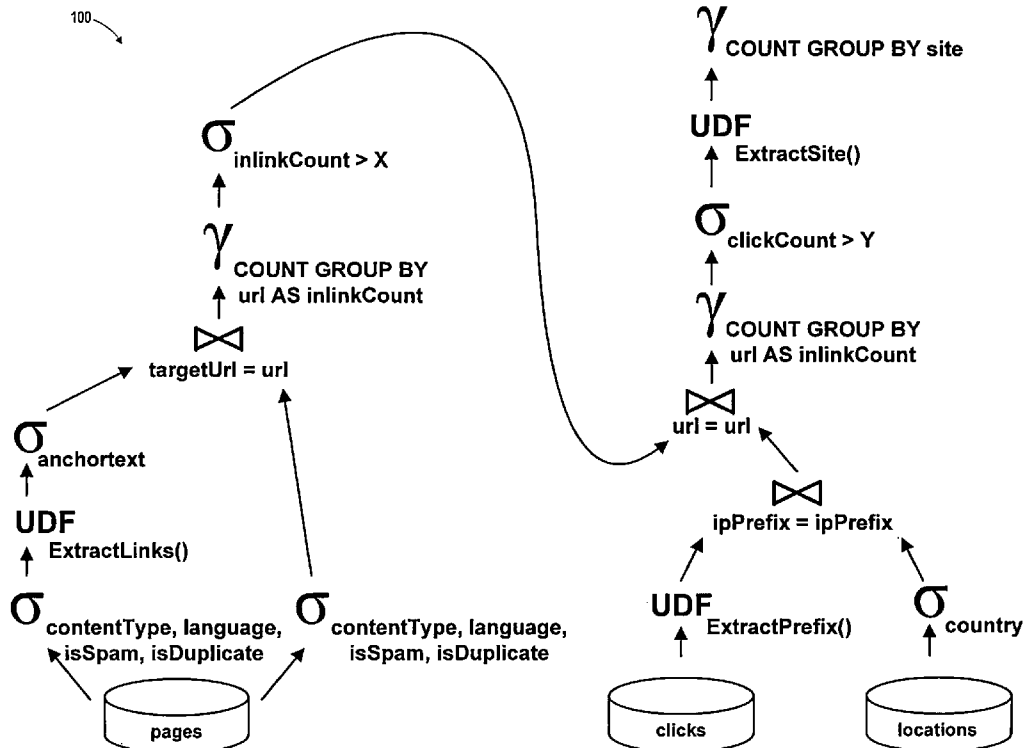 100
γ
COUNT GROUP BY site
UDF
ExtractSite()
σ
clickCount > Y
γ
COUNT GROUP BY
url AS inlinkCount
url = url
ipPrefix = ipPrefix
UDF
ExtractPrefix()
σ
country
clicks
locations
σ
inlinkCount > X
γ
COUNT GROUP BY
url AS inlinkCount
targetUrl = url
σ
anchortext
UDF
ExtractLinks()
σ
contentType, language,
isSpam, isDuplicate
σ
contentType, language,
isSpam, isDuplicate
pages